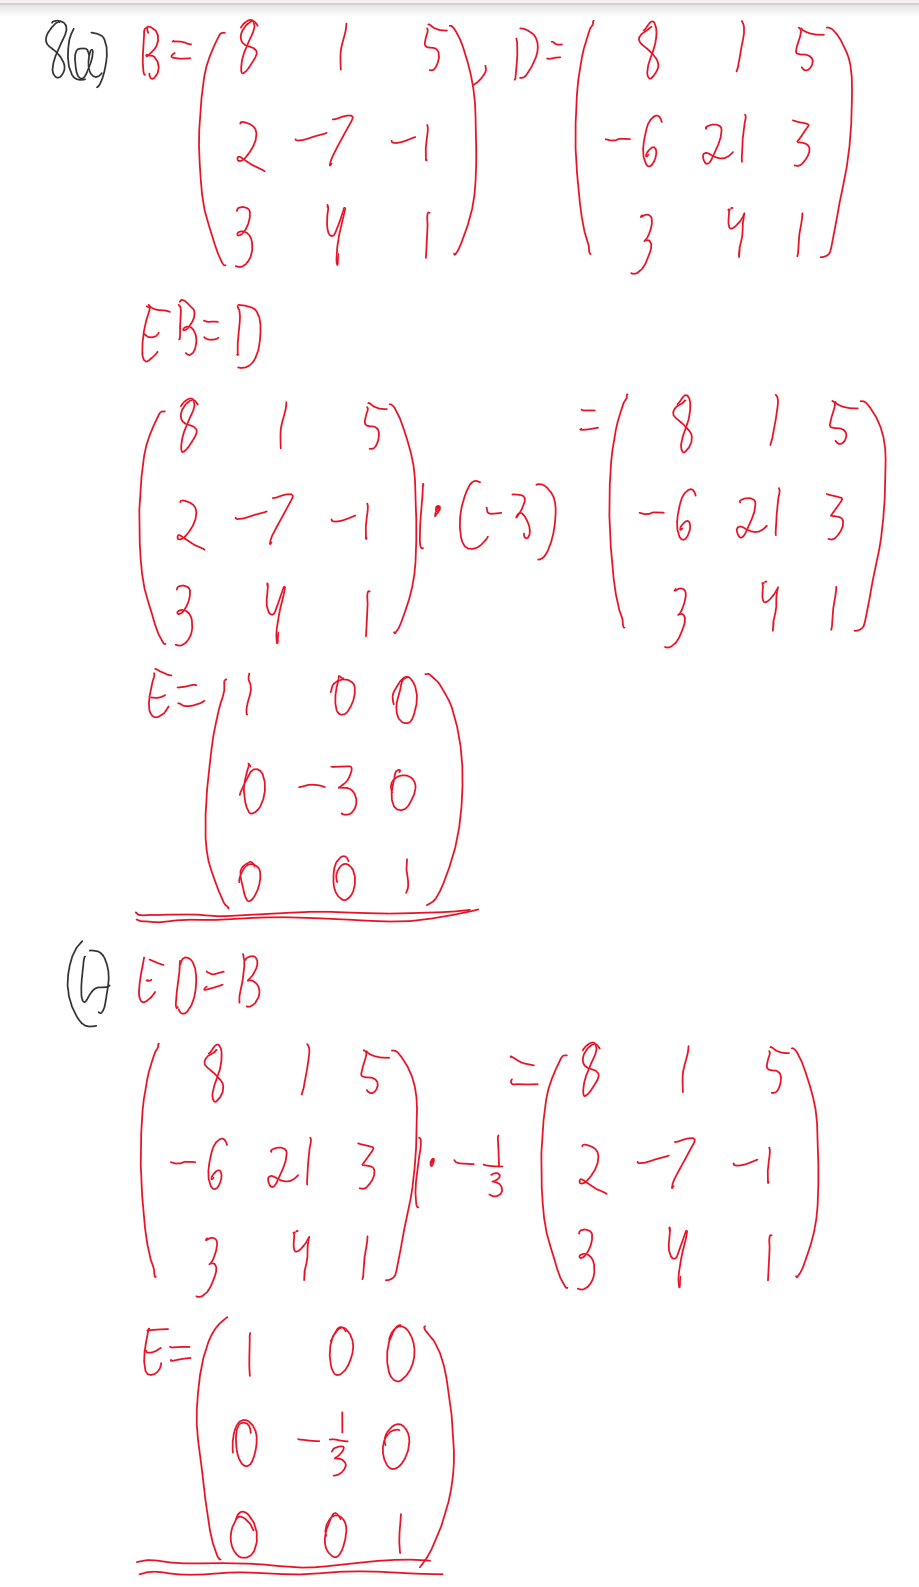 8(a) B = ( 8 1 5 ), D = ( 8 1 5 )
2 -7 -1 -6 21 3
3 4 1 3 4 1
EB = D
( 8 1 5 ) = ( 8 1 5 )
2 -7 -1 | · (-3) -6 21 3
3 4 1 3 4 1
E = ( 1 0 0 )
0 -3 0
0 0 1
(b) ED = B
( 8 1 5 ) = ( 8 1 5 )
-6 21 3 | · -1/3 2 -7 -1
3 4 1 3 4 1
E = ( 1 0 0 )
0 -1/3 0
0 0 1